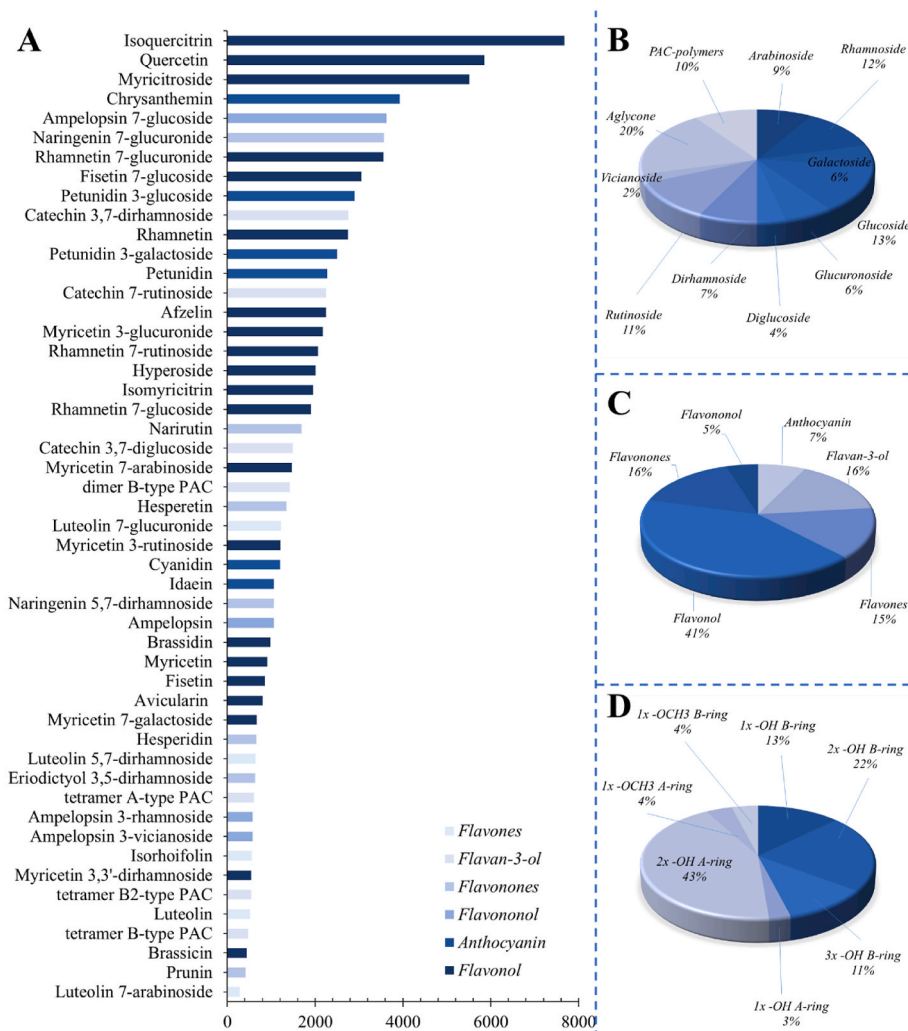 A
Isoquercitrin
Quercetin
Myricitroside
Chrysanthemin
Ampelopsin 7-glucoside
Naringenin 7-glucuronide
Rhamnetin 7-glucuronide
Fisetin 7-glucoside
Petunidin 3-glucoside
Catechin 3,7-dirhamnoside
Rhamnetin
Petunidin 3-galactoside
Petunidin
Catechin 7-rutinoside
Afzelin
Myricetin 3-glucuronide
Rhamnetin 7-rutinoside
Hyperoside
Isomyricitrin
Rhamnetin 7-glucoside
Narirutin
Catechin 3,7-diglucoside
Myricetin 7-arabinoside
dimer B-type PAC
Hesperetin
Luteolin 7-glucuronide
Myricetin 3-rutinoside
Cyanidin
Idaein
Naringenin 5,7-dirhamnoside
Ampelopsin
Brassidin
Myricetin
Fisetin
Avicularin
Myricetin 7-galactoside
Hesperidin
Luteolin 5,7-dirhamnoside
Eriodictyol 3,5-dirhamnoside
tetramer A-type PAC
Ampelopsin 3-rhamnoside
Ampelopsin 3-vicianoside
Isorhoifolin
Myricetin 3,3'-dirhamnoside
tetramer B2-type PAC
Luteolin
tetramer B-type PAC
Brassicin
Prunin
Luteolin 7-arabinoside
0 2000 4000 6000 8000
Flavones
Flavan-3-ol
Flavonones
Flavononol
Anthocyanin
Flavonol
B
PAC-polymers
10%
Arabinoside
9%
Rhamnoside
12%
Aglycone
20%
Galactoside
6%
Vicianoside
2%
Glucoside
13%
Dirhamnoside
7%
Glucuronoside
6%
Rutinoside
11%
Diglucoside
4%
C
Flavononol
5%
Anthocyanin
7%
Flavonones
16%
Flavan-3-ol
16%
Flavonol
41%
Flavones
15%
D
1x -OCH3 B-ring
4%
1x -OH B-ring
13%
2x -OH B-ring
22%
1x -OCH3 A-ring
4%
2x -OH A-ring
43%
3x -OH B-ring
11%
1x -OH A-ring
3%